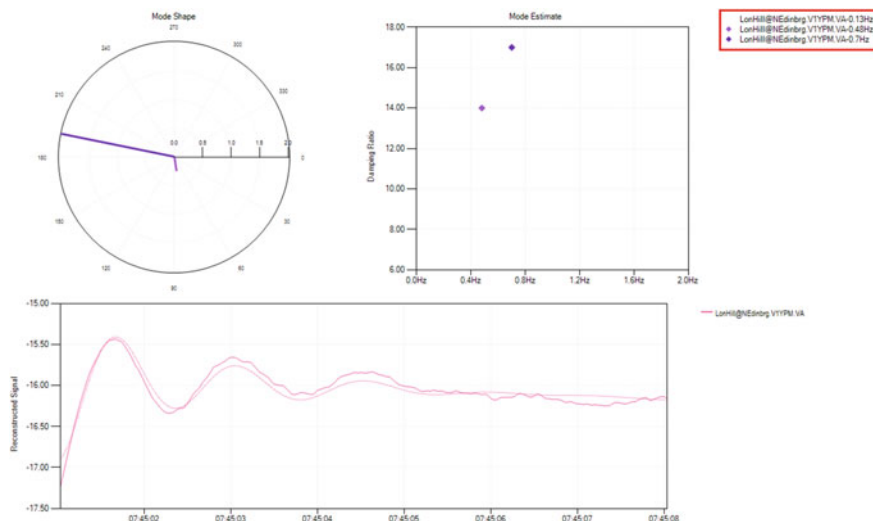 Mode Shape
270
240
300
210
330
180
0.0 0.5 1.0 1.5 2.0
0
150
30
120
60
90
Mode Estimate
Damping Ratio
18.00
16.00
14.00
12.00
10.00
8.00
6.00
0.0Hz 0.4Hz 0.8Hz 1.2Hz 1.6Hz 2.0Hz
LonHill@NEdinbrg.V1YPM.VA-0.13Hz
LonHill@NEdinbrg.V1YPM.VA-0.48Hz
LonHill@NEdinbrg.V1YPM.VA-0.7Hz
Reconstructed Signal
-15.00
-15.50
-16.00
-16.50
-17.00
-17.50
07:45:02 07:45:03 07:45:04 07:45:05 07:45:06 07:45:07 07:45:08
LonHill@NEdinbrg.V1YPM.VA